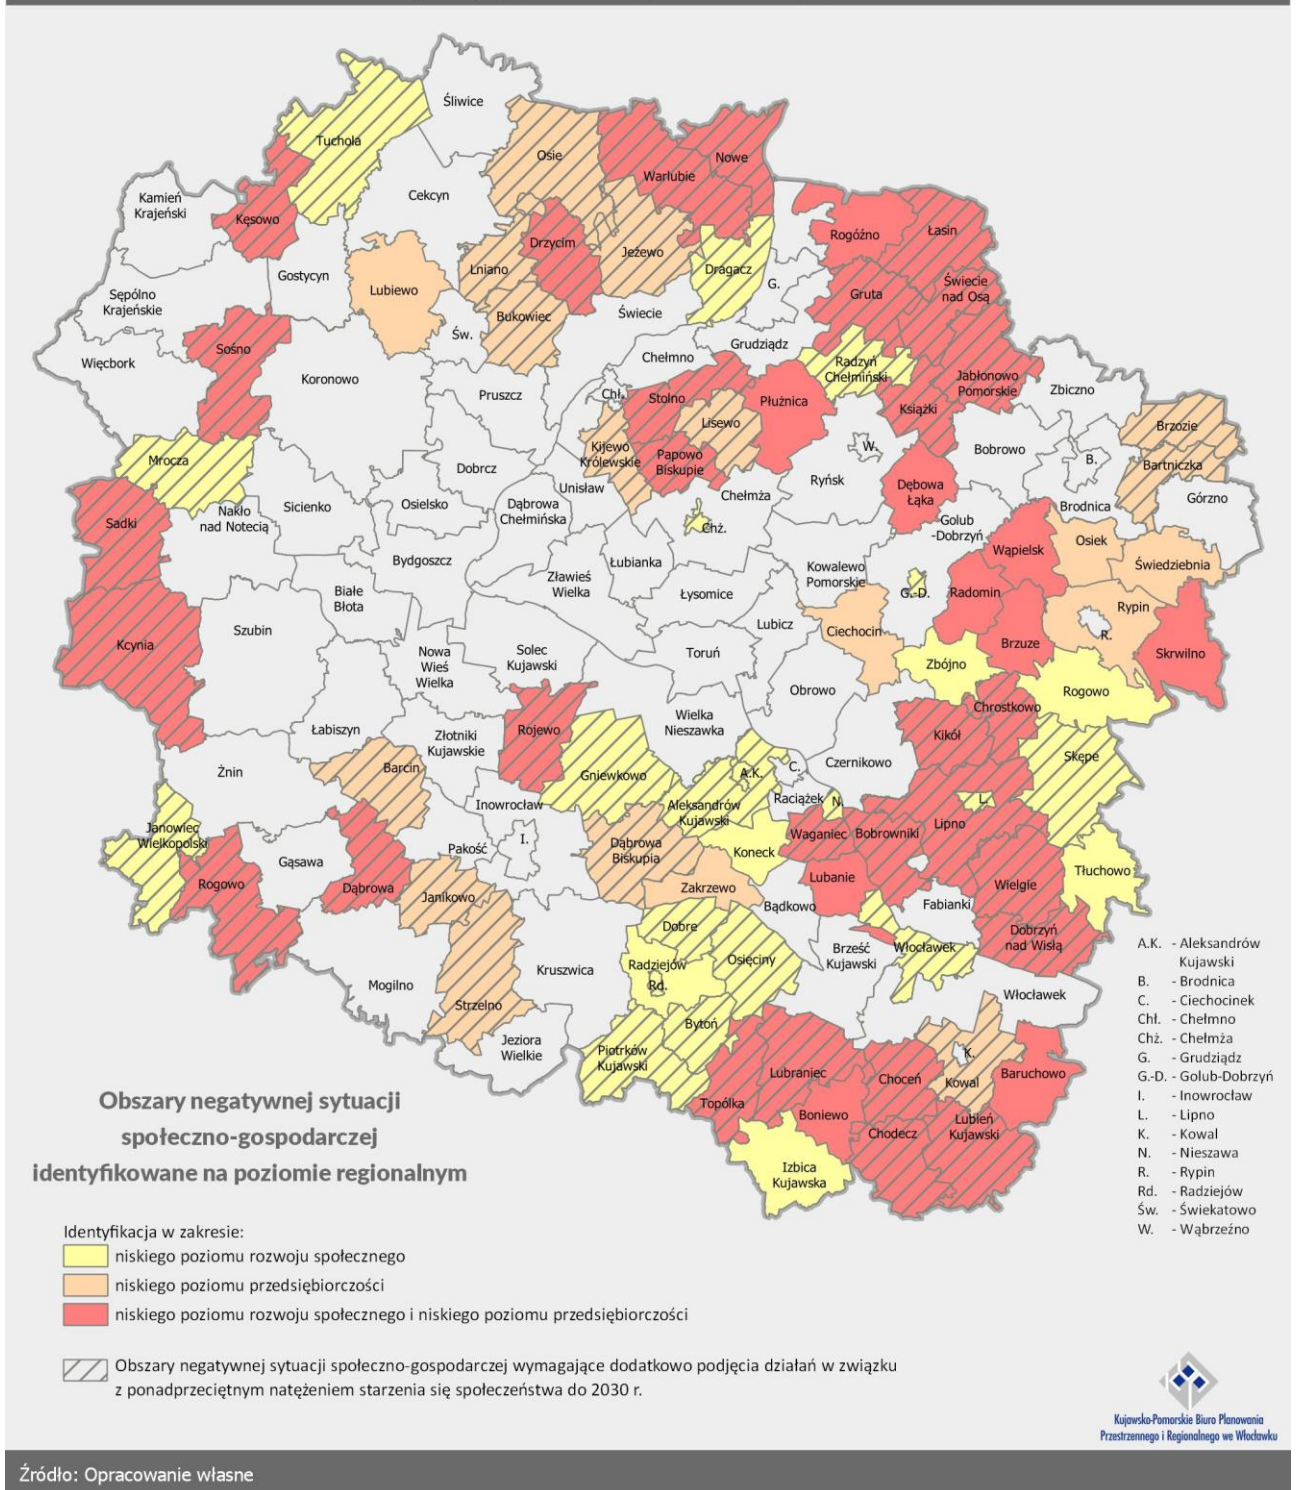 Śliwice
Tuchola
Osie
Nowe
Warlubie
Kamień
Krajeński
Cekcyn
Kęsowo
Drzycim
Rogóźno
Łasin
Jeżewo
Lniano
Dragacz
Gostycyn
Lubiewo
Świecie
nad Osą
G.
Gruta
Sępólno
Krajeńskie
Bukowiec
Świecie
Św.
Grudziądz
Sośno
Chełmno
Radzyń
Chełmiński
Więcbork
Koronowo
Jabłonowo
Pomorskie
Zbiczno
Pruszcz
Chł.
Stolno
Płużnica
Książki
Lisewo
Brzozie
Kijewo
Królewskie
W.
Bobrowo
Papowo
Biskupie
B.
Bartniczka
Mrocza
Dobrcz
Ryńsk
Dębowa
Łąka
Unisław
Chełmża
Górzno
Sicienko
Osielsko
Dąbrowa
Chełmińska
Brodnica
Nakło
nad Notecią
Sadki
Chż.
Golub
-Dobrzyń
Osiek
Wąpielsk
Bydgoszcz
Łubianka
Kowalewo
Pomorskie
Świedziebnia
Zławieś
Wielka
Łysomice
G.-D.
Radomin
Białe
Błota
Rypin
Lubicz
Ciechocin
Szubin
R.
Kcynia
Brzuze
Nowa
Wieś
Wielka
Solec
Kujawski
Toruń
Skrwilno
Zbójno
Obrowo
Rogowo
Chrostkowo
Wielka
Nieszawka
Łabiszyn
Rojewo
Złotniki
Kujawskie
Kikół
Skępe
Czernikowo
Żnin
Barcin
Gniewkowo
A.K.
C.
Inowrocław
Aleksandrów
Kujawski
Raciążek
N.
L.
Janowiec
Wielkopolski
Lipno
Waganiec
Bobrowniki
I.
Pakość
Dąbrowa
Biskupia
Koneck
Gąsawa
Tłuchowo
Rogowo
Dąbrowa
Lubanie
Zakrzewo
Wielgie
Janikowo
Bądkowo
Fabianki
Dobre
Dobrzyń
nad Wisłą
Włocławek
Brześć
Kujawski
Osięciny
Radziejów
Kruszwica
Rd.
Mogilno
Włocławek
Strzelno
Bytoń
Jeziora
Wielkie
Piotrków
Kujawski
K.
Lubraniec
Choceń
Kowal
Baruchowo
Topólka
Boniewo
Lubień
Kujawski
Chodecz
Izbica
Kujawska
A.K. - Aleksandrów
Kujawski
B. - Brodnica
C. - Ciechocinek
Chł. - Chełmno
Chż. - Chełmża
G. - Grudziądz
G.-D. - Golub-Dobrzyń
I. - Inowrocław
L. - Lipno
K. - Kowal
N. - Nieszawa
R. - Rypin
Rd. - Radziejów
Św. - Świekatowo
W. - Wąbrzeźno
Obszary negatywnej sytuacji
społeczno-gospodarczej
identyfikowane na poziomie regionalnym
Identyfikacja w zakresie:
niskiego poziomu rozwoju społecznego
niskiego poziomu przedsiębiorczości
niskiego poziomu rozwoju społecznego i niskiego poziomu przedsiębiorczości
Obszary negatywnej sytuacji społeczno-gospodarczej wymagające dodatkowo podjęcia działań w związku
z ponadprzeciętnym natężeniem starzenia się społeczeństwa do 2030 r.
Kujawsko-Pomorskie Biuro Planowania
Przestrzennego i Regionalnego we Włocławku
Źródło: Opracowanie własne